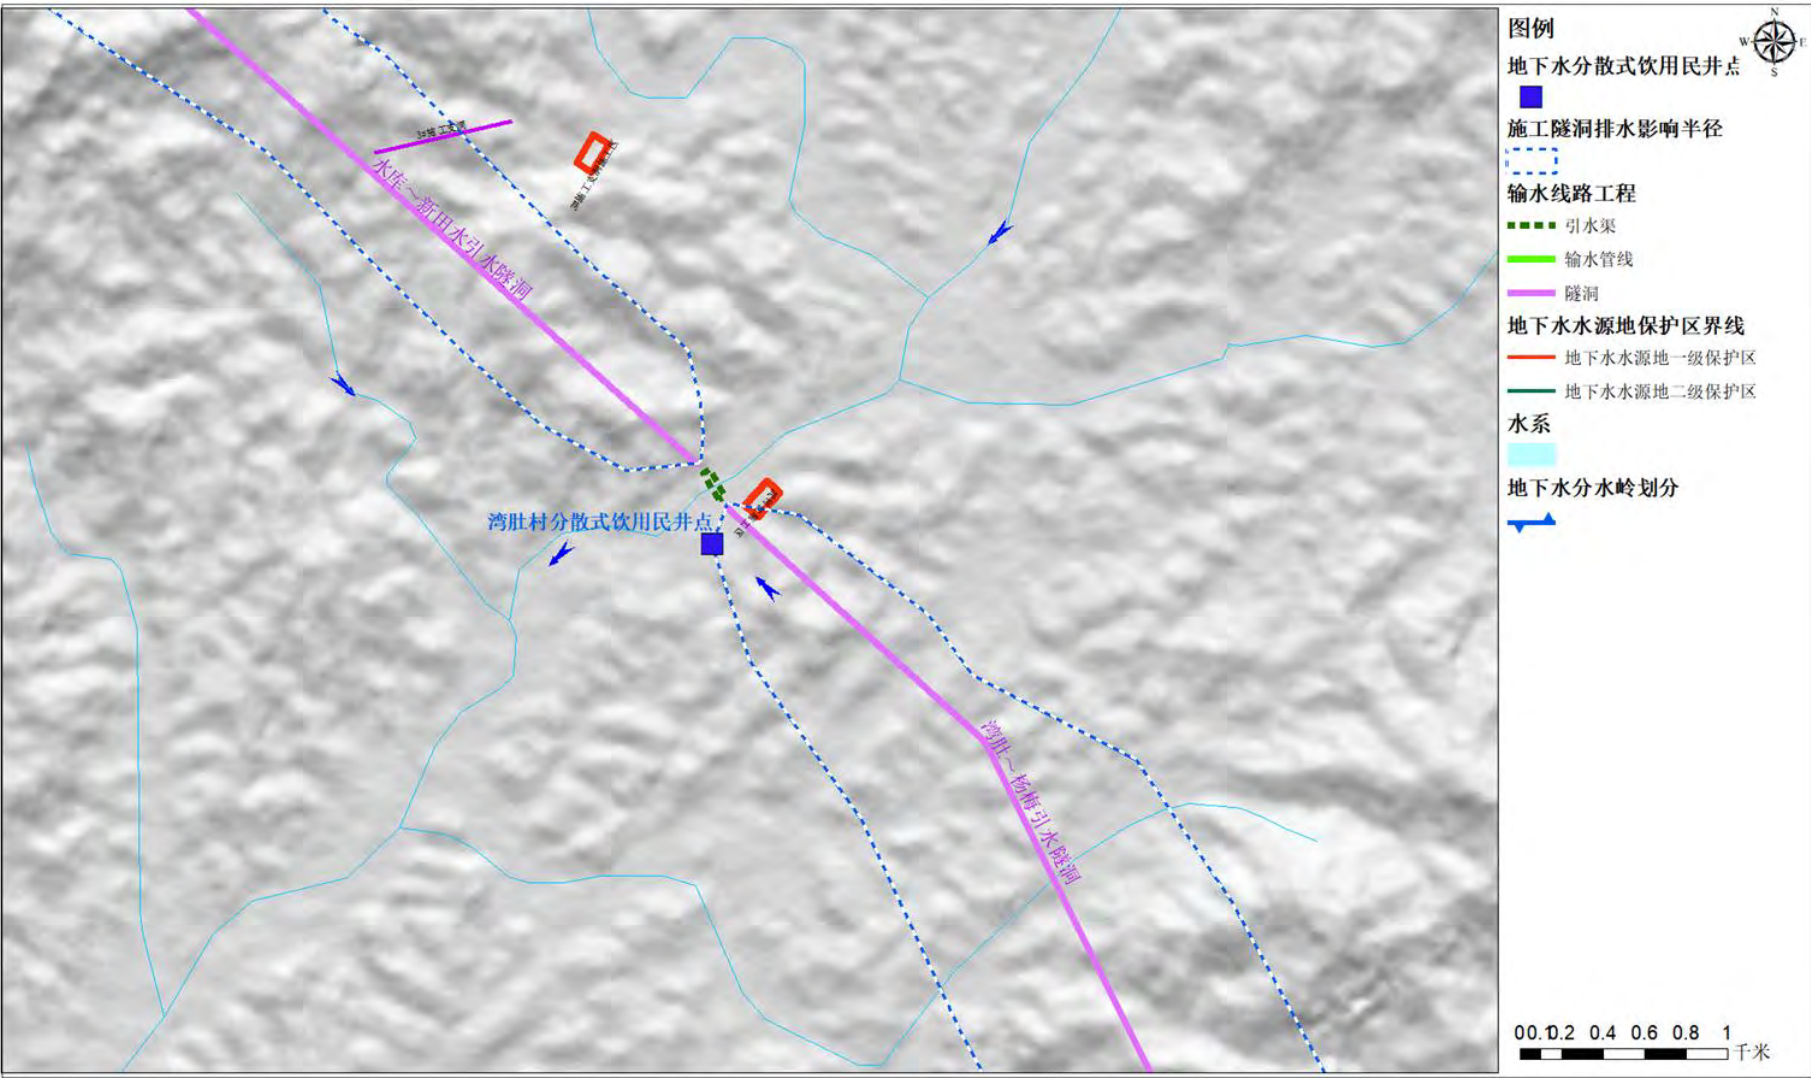 图例
N
W
E
S
地下水分散式饮用民井点
施工隧洞排水影响半径
输水线路工程
引水渠
输水管线
隧洞
地下水水源地保护区界线
地下水水源地一级保护区
地下水水源地二级保护区
水系
地下水分水岭划分
水库～新田水引水隧洞
湾肚村分散式饮用民井点
湾肚～杨梅引水隧洞
00.10.2 0.4 0.6 0.8 1
千米